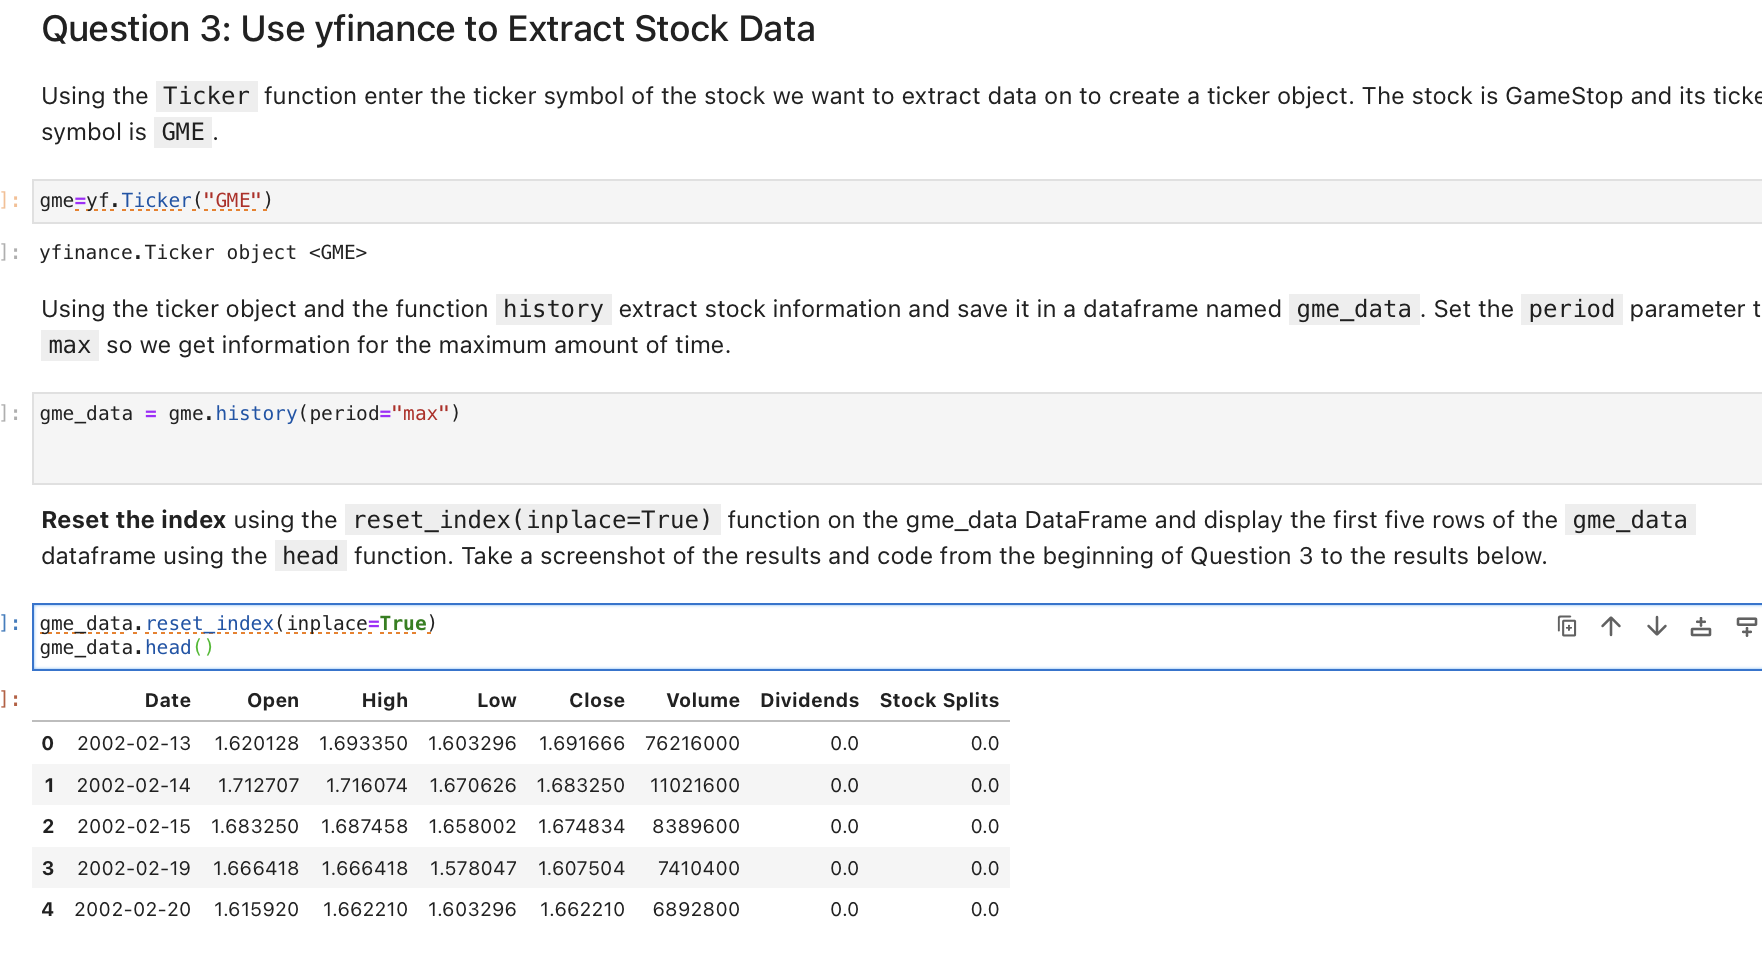 Question 3: Use yfinance to Extract Stock Data
Using the Ticker function enter the ticker symbol of the stock we want to extract data on to create a ticker object. The stock is GameStop and its ticke
symbol is GME .
]: gme=yf.Ticker("GME")
]: yfinance.Ticker object <GME>
Using the ticker object and the function history extract stock information and save it in a dataframe named gme_data . Set the period parameter t
max so we get information for the maximum amount of time.
]: gme_data = gme.history(period="max")
Reset the index using the reset_index(inplace=True) function on the gme_data DataFrame and display the first five rows of the gme_data
dataframe using the head function. Take a screenshot of the results and code from the beginning of Question 3 to the results below.
]: gme_data.reset_index(inplace=True)
gme_data.head()
]: Date Open High Low Close Volume Dividends Stock Splits
0 2002-02-13 1.620128 1.693350 1.603296 1.691666 76216000 0.0 0.0
1 2002-02-14 1.712707 1.716074 1.670626 1.683250 11021600 0.0 0.0
2 2002-02-15 1.683250 1.687458 1.658002 1.674834 8389600 0.0 0.0
3 2002-02-19 1.666418 1.666418 1.578047 1.607504 7410400 0.0 0.0
4 2002-02-20 1.615920 1.662210 1.603296 1.662210 6892800 0.0 0.0